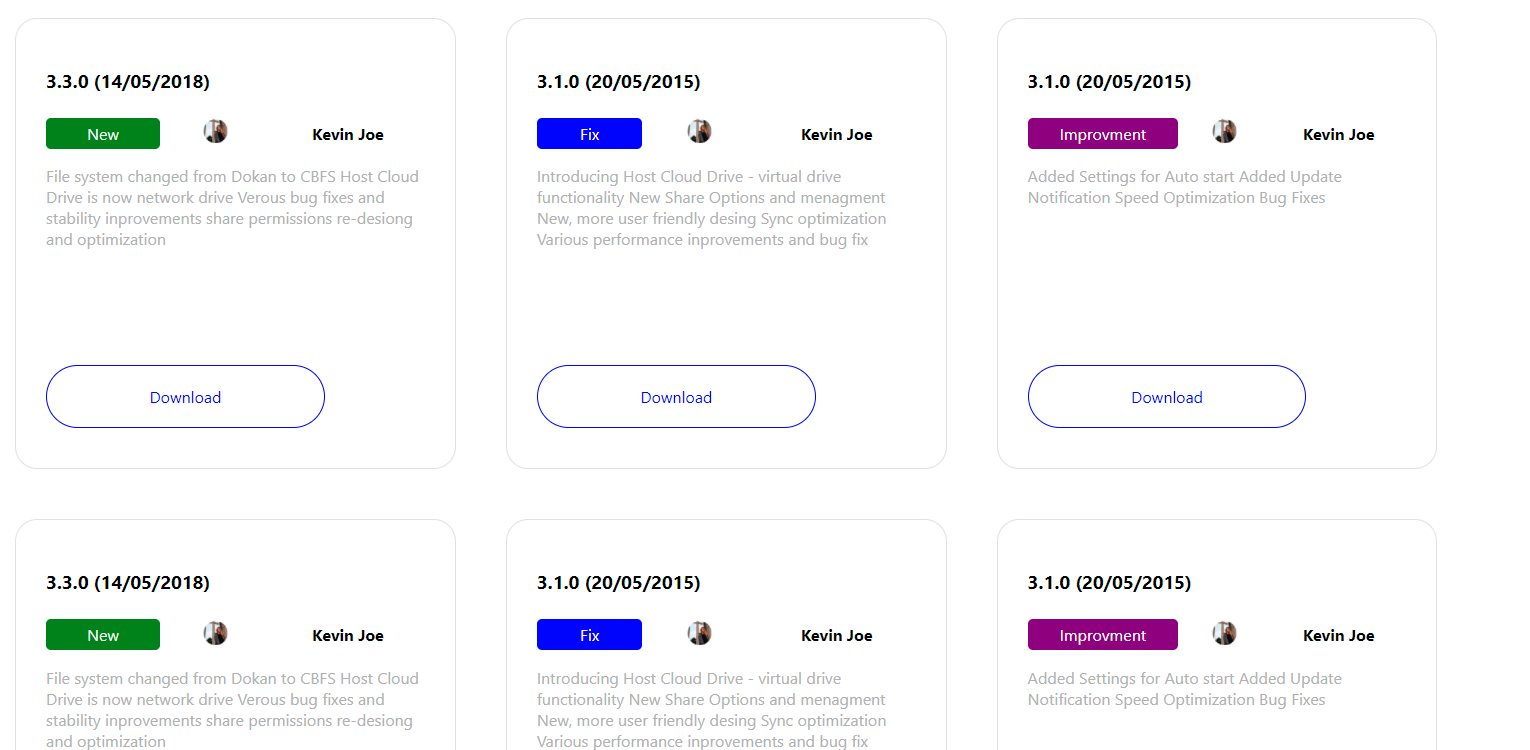 3.3.0 (14/05/2018)
New
Kevin Joe
File system changed from Dokan to CBFS Host Cloud
Drive is now network drive Verous bug fixes and
stability inprovements share permissions re-desiong
and optimization
Download
3.1.0 (20/05/2015)
Fix
Kevin Joe
Introducing Host Cloud Drive - virtual drive
functionality New Share Options and menagment
New, more user friendly desing Sync optimization
Various performance inprovements and bug fix
Download
3.1.0 (20/05/2015)
Improvment
Kevin Joe
Added Settings for Auto start Added Update
Notification Speed Optimization Bug Fixes
Download
3.3.0 (14/05/2018)
New
Kevin Joe
File system changed from Dokan to CBFS Host Cloud
Drive is now network drive Verous bug fixes and
stability inprovements share permissions re-desiong
and optimization
3.1.0 (20/05/2015)
Fix
Kevin Joe
Introducing Host Cloud Drive - virtual drive
functionality New Share Options and menagment
New, more user friendly desing Sync optimization
Various performance inprovements and bug fix
3.1.0 (20/05/2015)
Improvment
Kevin Joe
Added Settings for Auto start Added Update
Notification Speed Optimization Bug Fixes